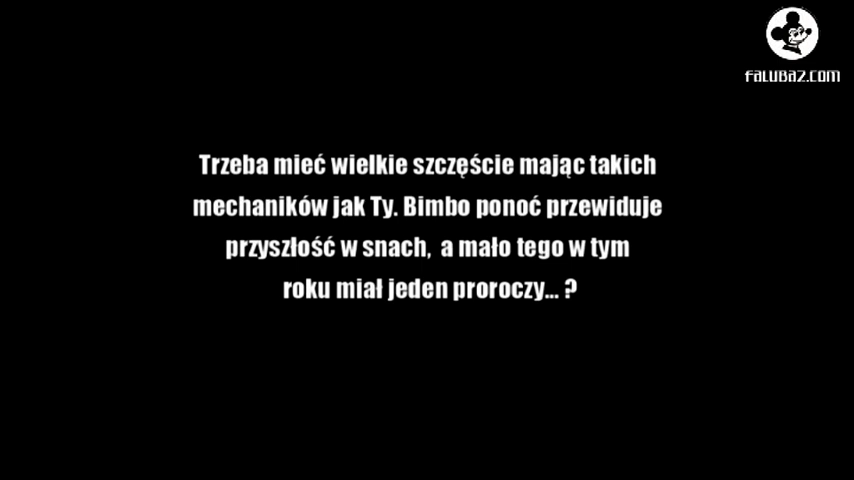 FALUBAZ.COM
Trzeba mieć wielkie szczęście mając takich
mechaników jak Ty. Bimbo ponoć przewiduje
przyszłość w snach,  a mało tego w tym
roku miał jeden proroczy... ?